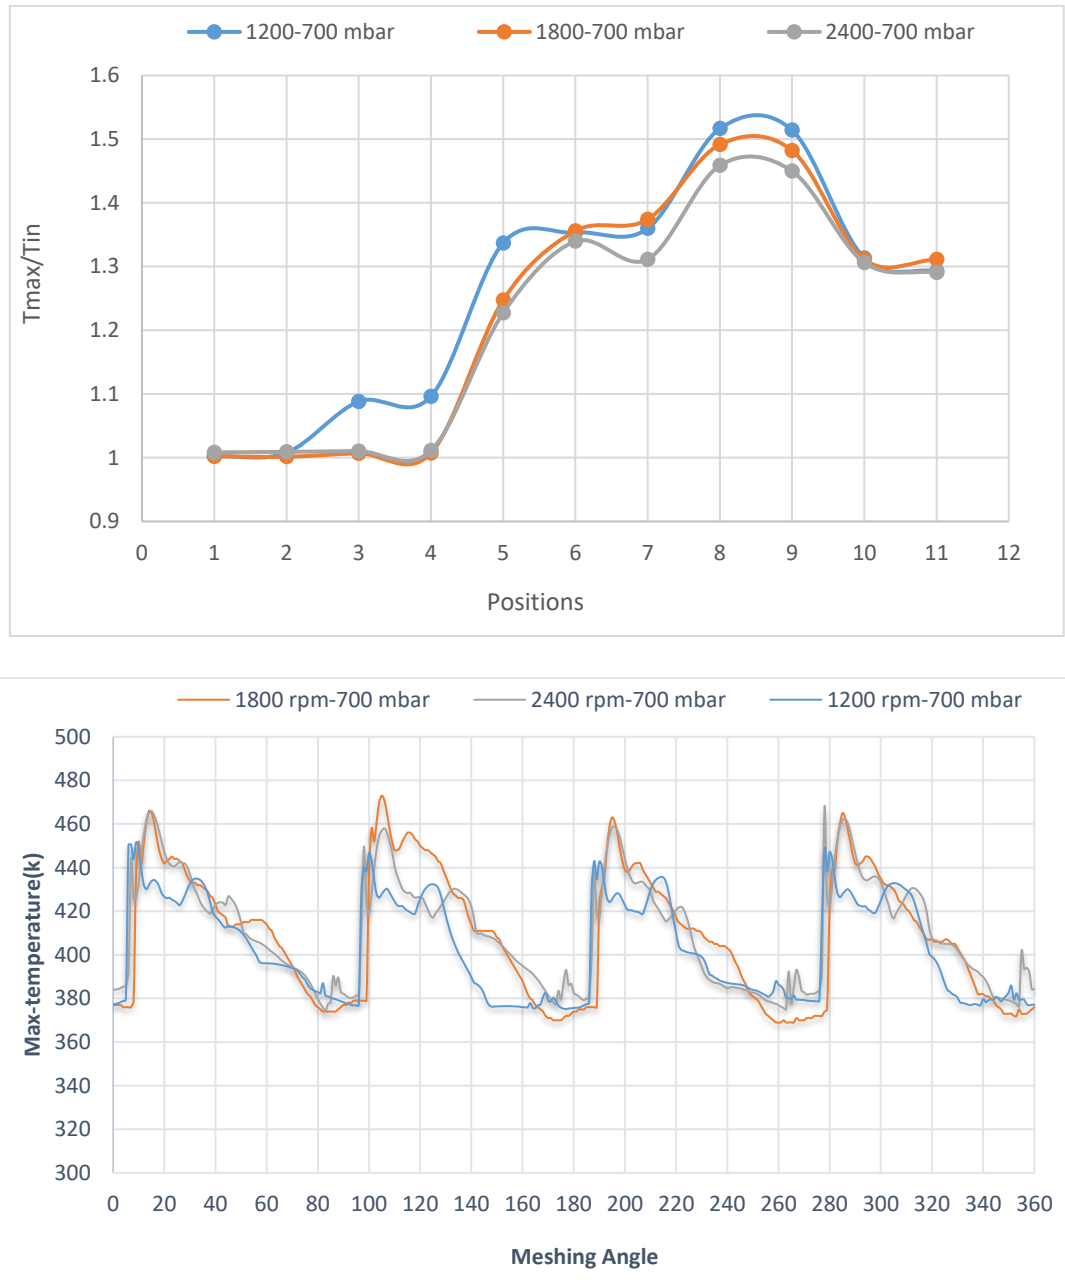 1200-700 mbar 1800-700 mbar 2400-700 mbar
1.6
1.5
1.4
1.3
1.2
1.1
1
0.9
Tmax/Tin
0 1 2 3 4 5 6 7 8 9 10 11 12
Positions
1800 rpm-700 mbar 2400 rpm-700 mbar 1200 rpm-700 mbar
500
480
460
440
420
400
380
360
340
320
300
Max-temperature(k)
0 20 40 60 80 100 120 140 160 180 200 220 240 260 280 300 320 340 360
Meshing Angle